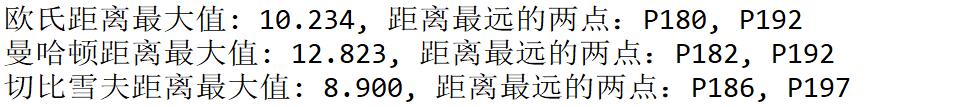 欧氏距离最大值: 10.234, 距离最远的两点：P180, P192
曼哈顿距离最大值: 12.823, 距离最远的两点：P182, P192
切比雪夫距离最大值: 8.900, 距离最远的两点：P186, P197